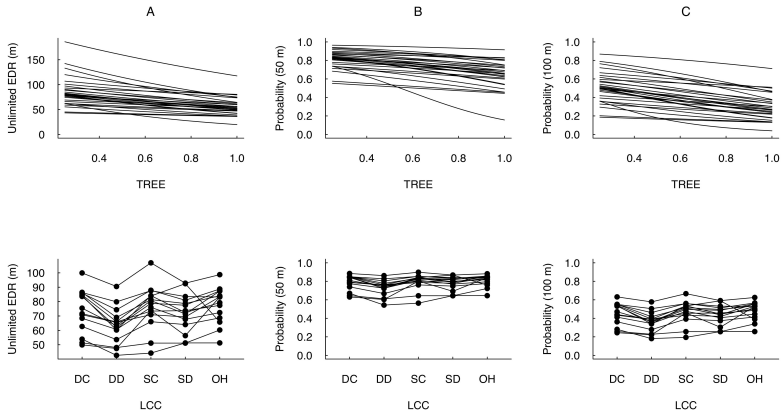 A
B
C
Unlimited EDR (m)
150
100
50
0
0.4 0.6 0.8 1.0
TREE
Probability (50 m)
1.0
0.8
0.6
0.4
0.2
0.0
0.4 0.6 0.8 1.0
TREE
Probability (100 m)
1.0
0.8
0.6
0.4
0.2
0.0
0.4 0.6 0.8 1.0
TREE
Unlimited EDR (m)
100
90
80
70
60
50
DC DD SC SD OH
LCC
Probability (50 m)
1.0
0.8
0.6
0.4
0.2
0.0
DC DD SC SD OH
LCC
Probability (100 m)
1.0
0.8
0.6
0.4
0.2
0.0
DC DD SC SD OH
LCC